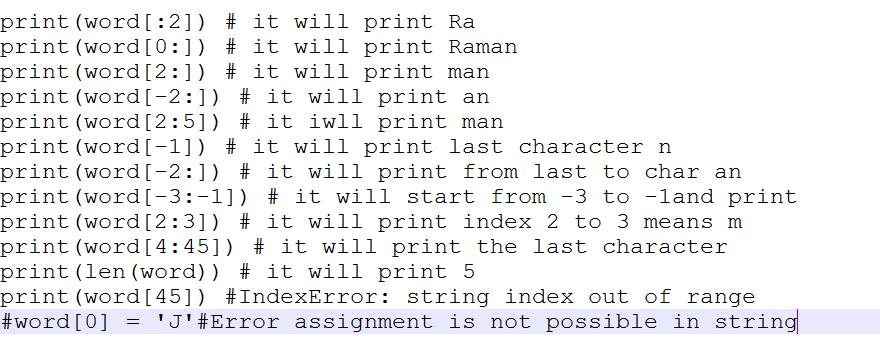 print(word[:2]) # it will print Ra
print(word[0:]) # it will print Raman
print(word[2:]) # it will print man
print(word[-2:]) # it will print an
print(word[2:5]) # it iwll print man
print(word[-1]) # it will print last character n
print(word[-2:]) # it will print from last to char an
print(word[-3:-1]) # it will start from -3 to -1and print
print(word[2:3]) # it will print index 2 to 3 means m
print(word[4:45]) # it will print the last character
print(len(word)) # it will print 5
print(word[45]) #IndexError: string index out of range
#word[0] = 'J'#Error assignment is not possible in string